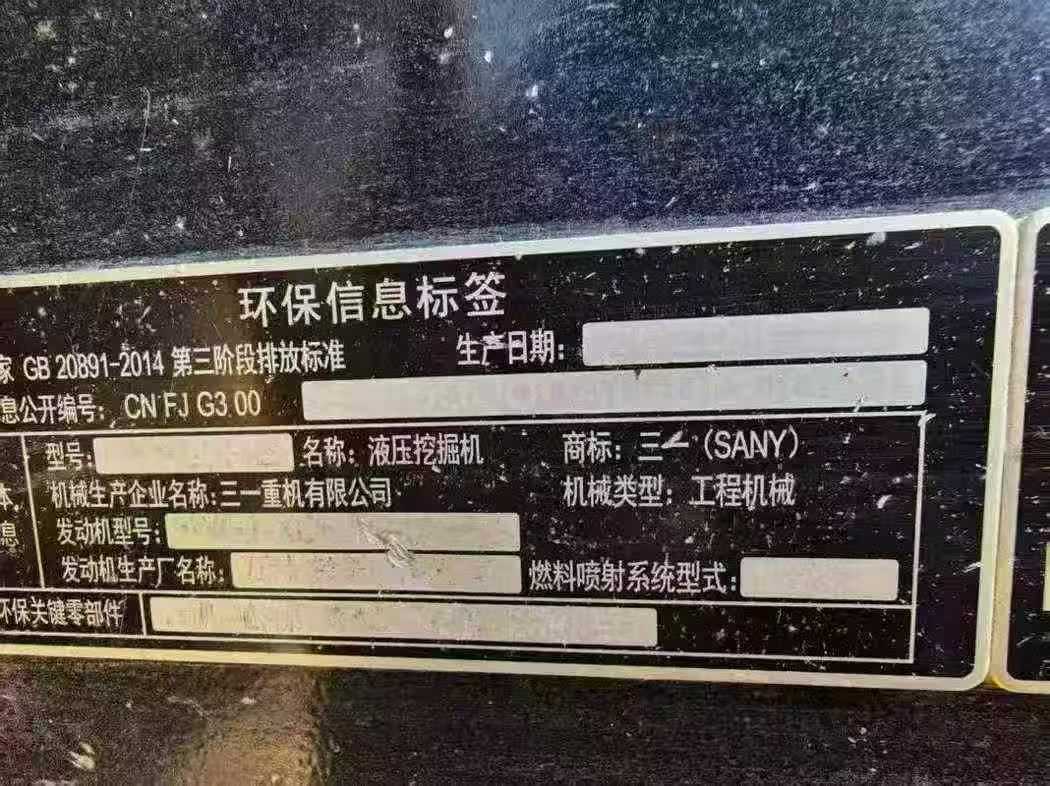 环保信息标签
家 GB 20891-2014 第三阶段排放标准 生产日期:
息公开编号: CN FJ G3 00
型号: 名称: 液压挖掘机 商标: 三一 (SANY)
机械生产企业名称:三一重机有限公司 机械类型: 工程机械
发动机型号:
息
发动机生产厂名称: 燃料喷射系统型式:
环保关键零部件